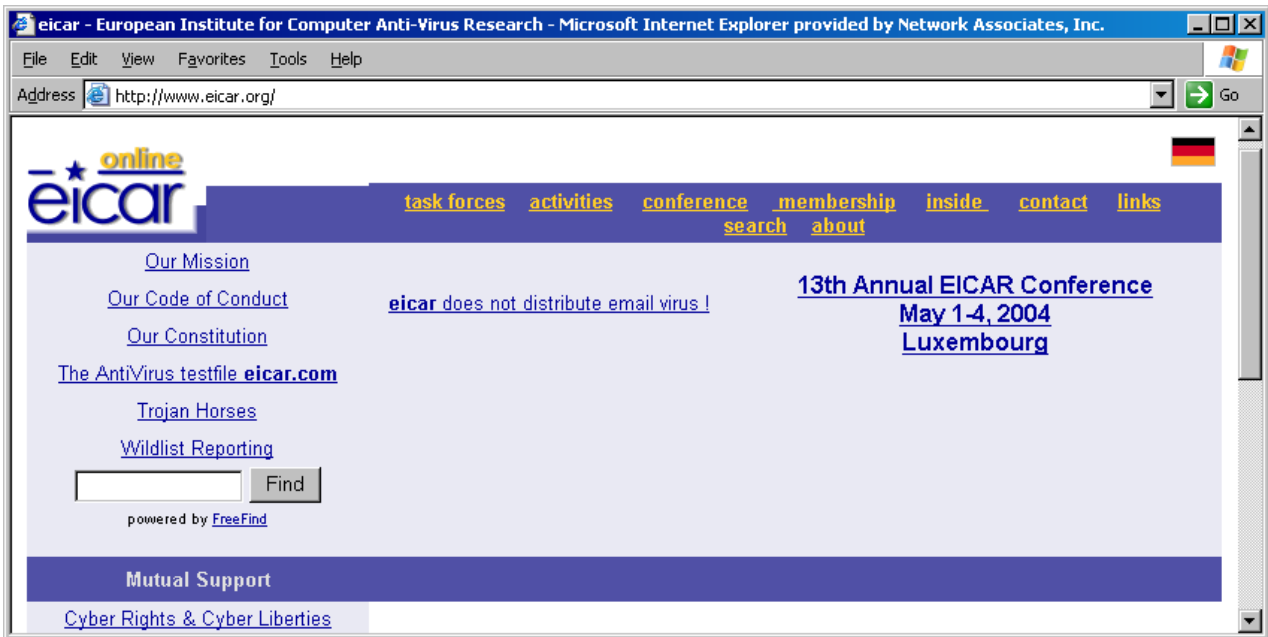 eicar - European Institute for Computer Anti-Virus Research - Microsoft Internet Explorer provided by Network Associates, Inc.
File Edit View Favorites Tools Help
Address http://www.eicar.org/ Go
online
eicar
task forces activities conference membership inside contact links
search about
Our Mission
Our Code of Conduct
Our Constitution
The AntiVirus testfile eicar.com
Trojan Horses
Wildlist Reporting
Find
powered by FreeFind
eicar does not distribute email virus !
13th Annual EICAR Conference
May 1-4, 2004
Luxembourg
Mutual Support
Cyber Rights & Cyber Liberties